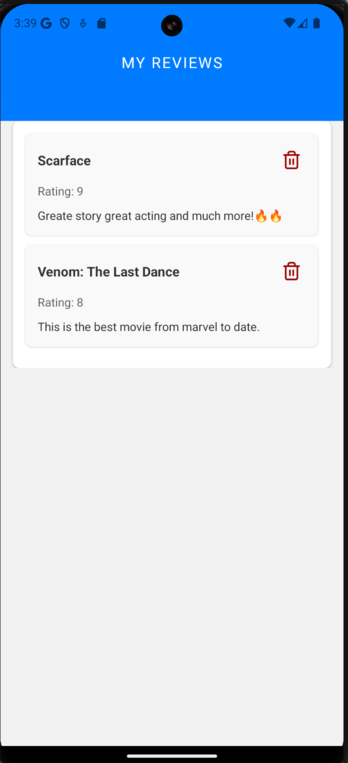 3:39
MY REVIEWS
Scarface
Rating: 9
Greate story great acting and much more!🔥🔥
Venom: The Last Dance
Rating: 8
This is the best movie from marvel to date.